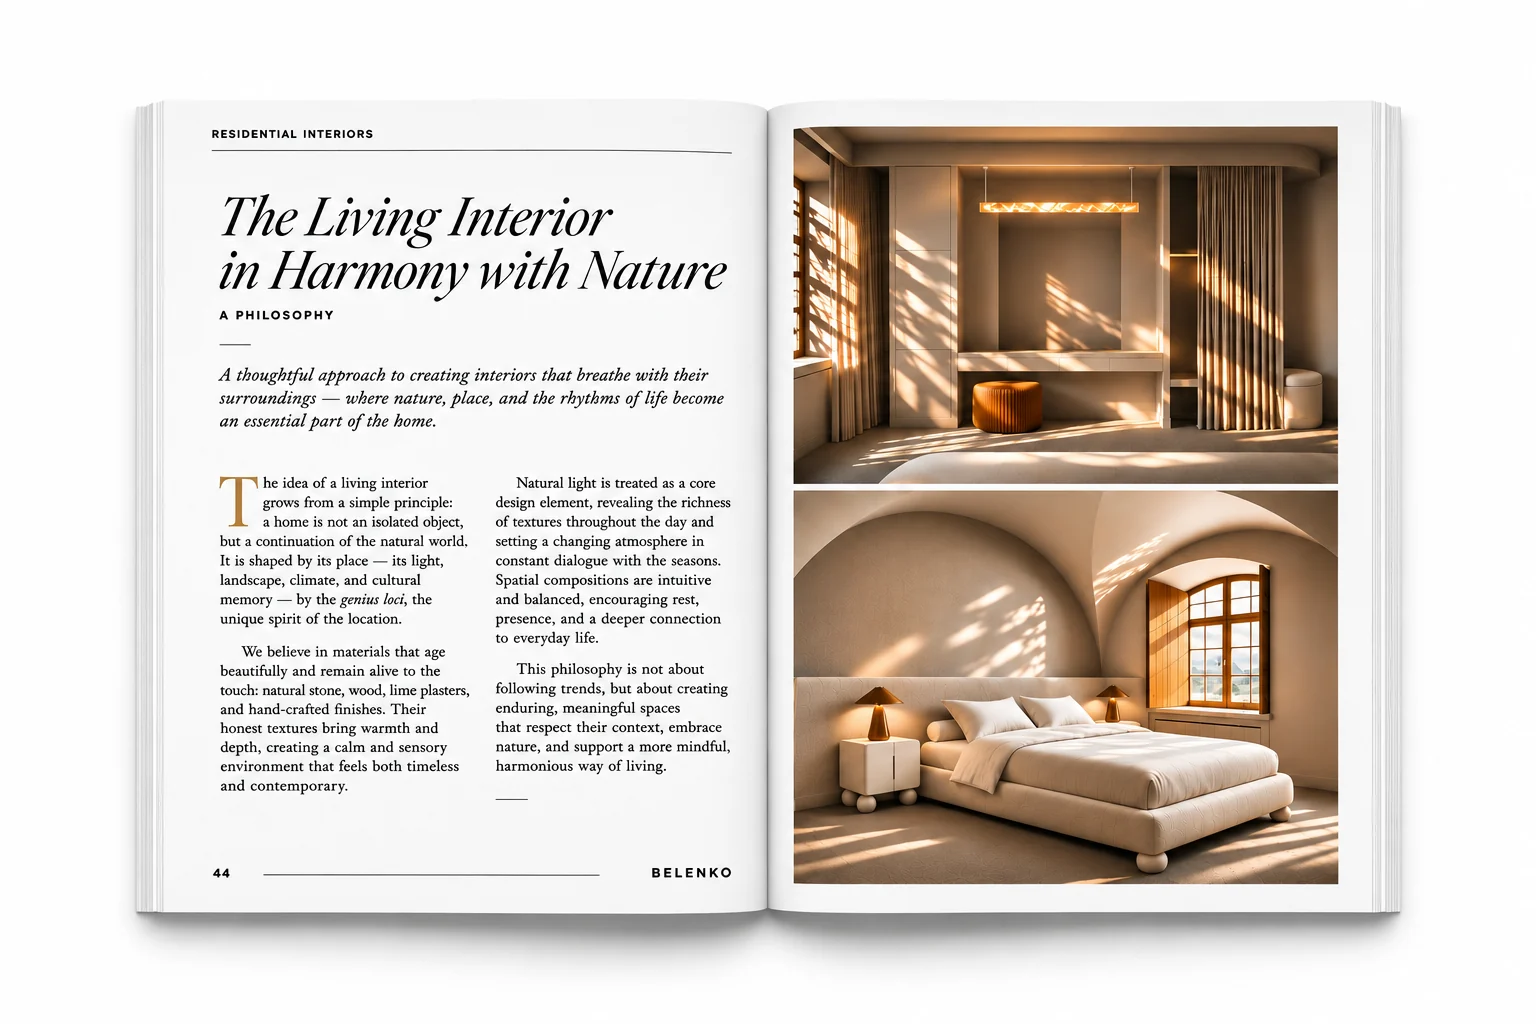 RESIDENTIAL INTERIORS
The Living Interior
in Harmony with Nature
A PHILOSOPHY
A thoughtful approach to creating interiors that breathe with their
surroundings — where nature, place, and the rhythms of life become
an essential part of the home.
The idea of a living interior
grows from a simple principle:
a home is not an isolated object,
but a continuation of the natural world.
It is shaped by its place — its light,
landscape, climate, and cultural
memory — by the genius loci, the
unique spirit of the location.
We believe in materials that age
beautifully and remain alive to the
touch: natural stone, wood, lime plasters,
and hand-crafted finishes. Their
honest textures bring warmth and
depth, creating a calm and sensory
environment that feels both timeless
and contemporary.
Natural light is treated as a core
design element, revealing the richness
of textures throughout the day and
setting a changing atmosphere in
constant dialogue with the seasons.
Spatial compositions are intuitive
and balanced, encouraging rest,
presence, and a deeper connection
to everyday life.
This philosophy is not about
following trends, but about creating
enduring, meaningful spaces
that respect their context, embrace
nature, and support a more mindful,
harmonious way of living.
44
BELENKO